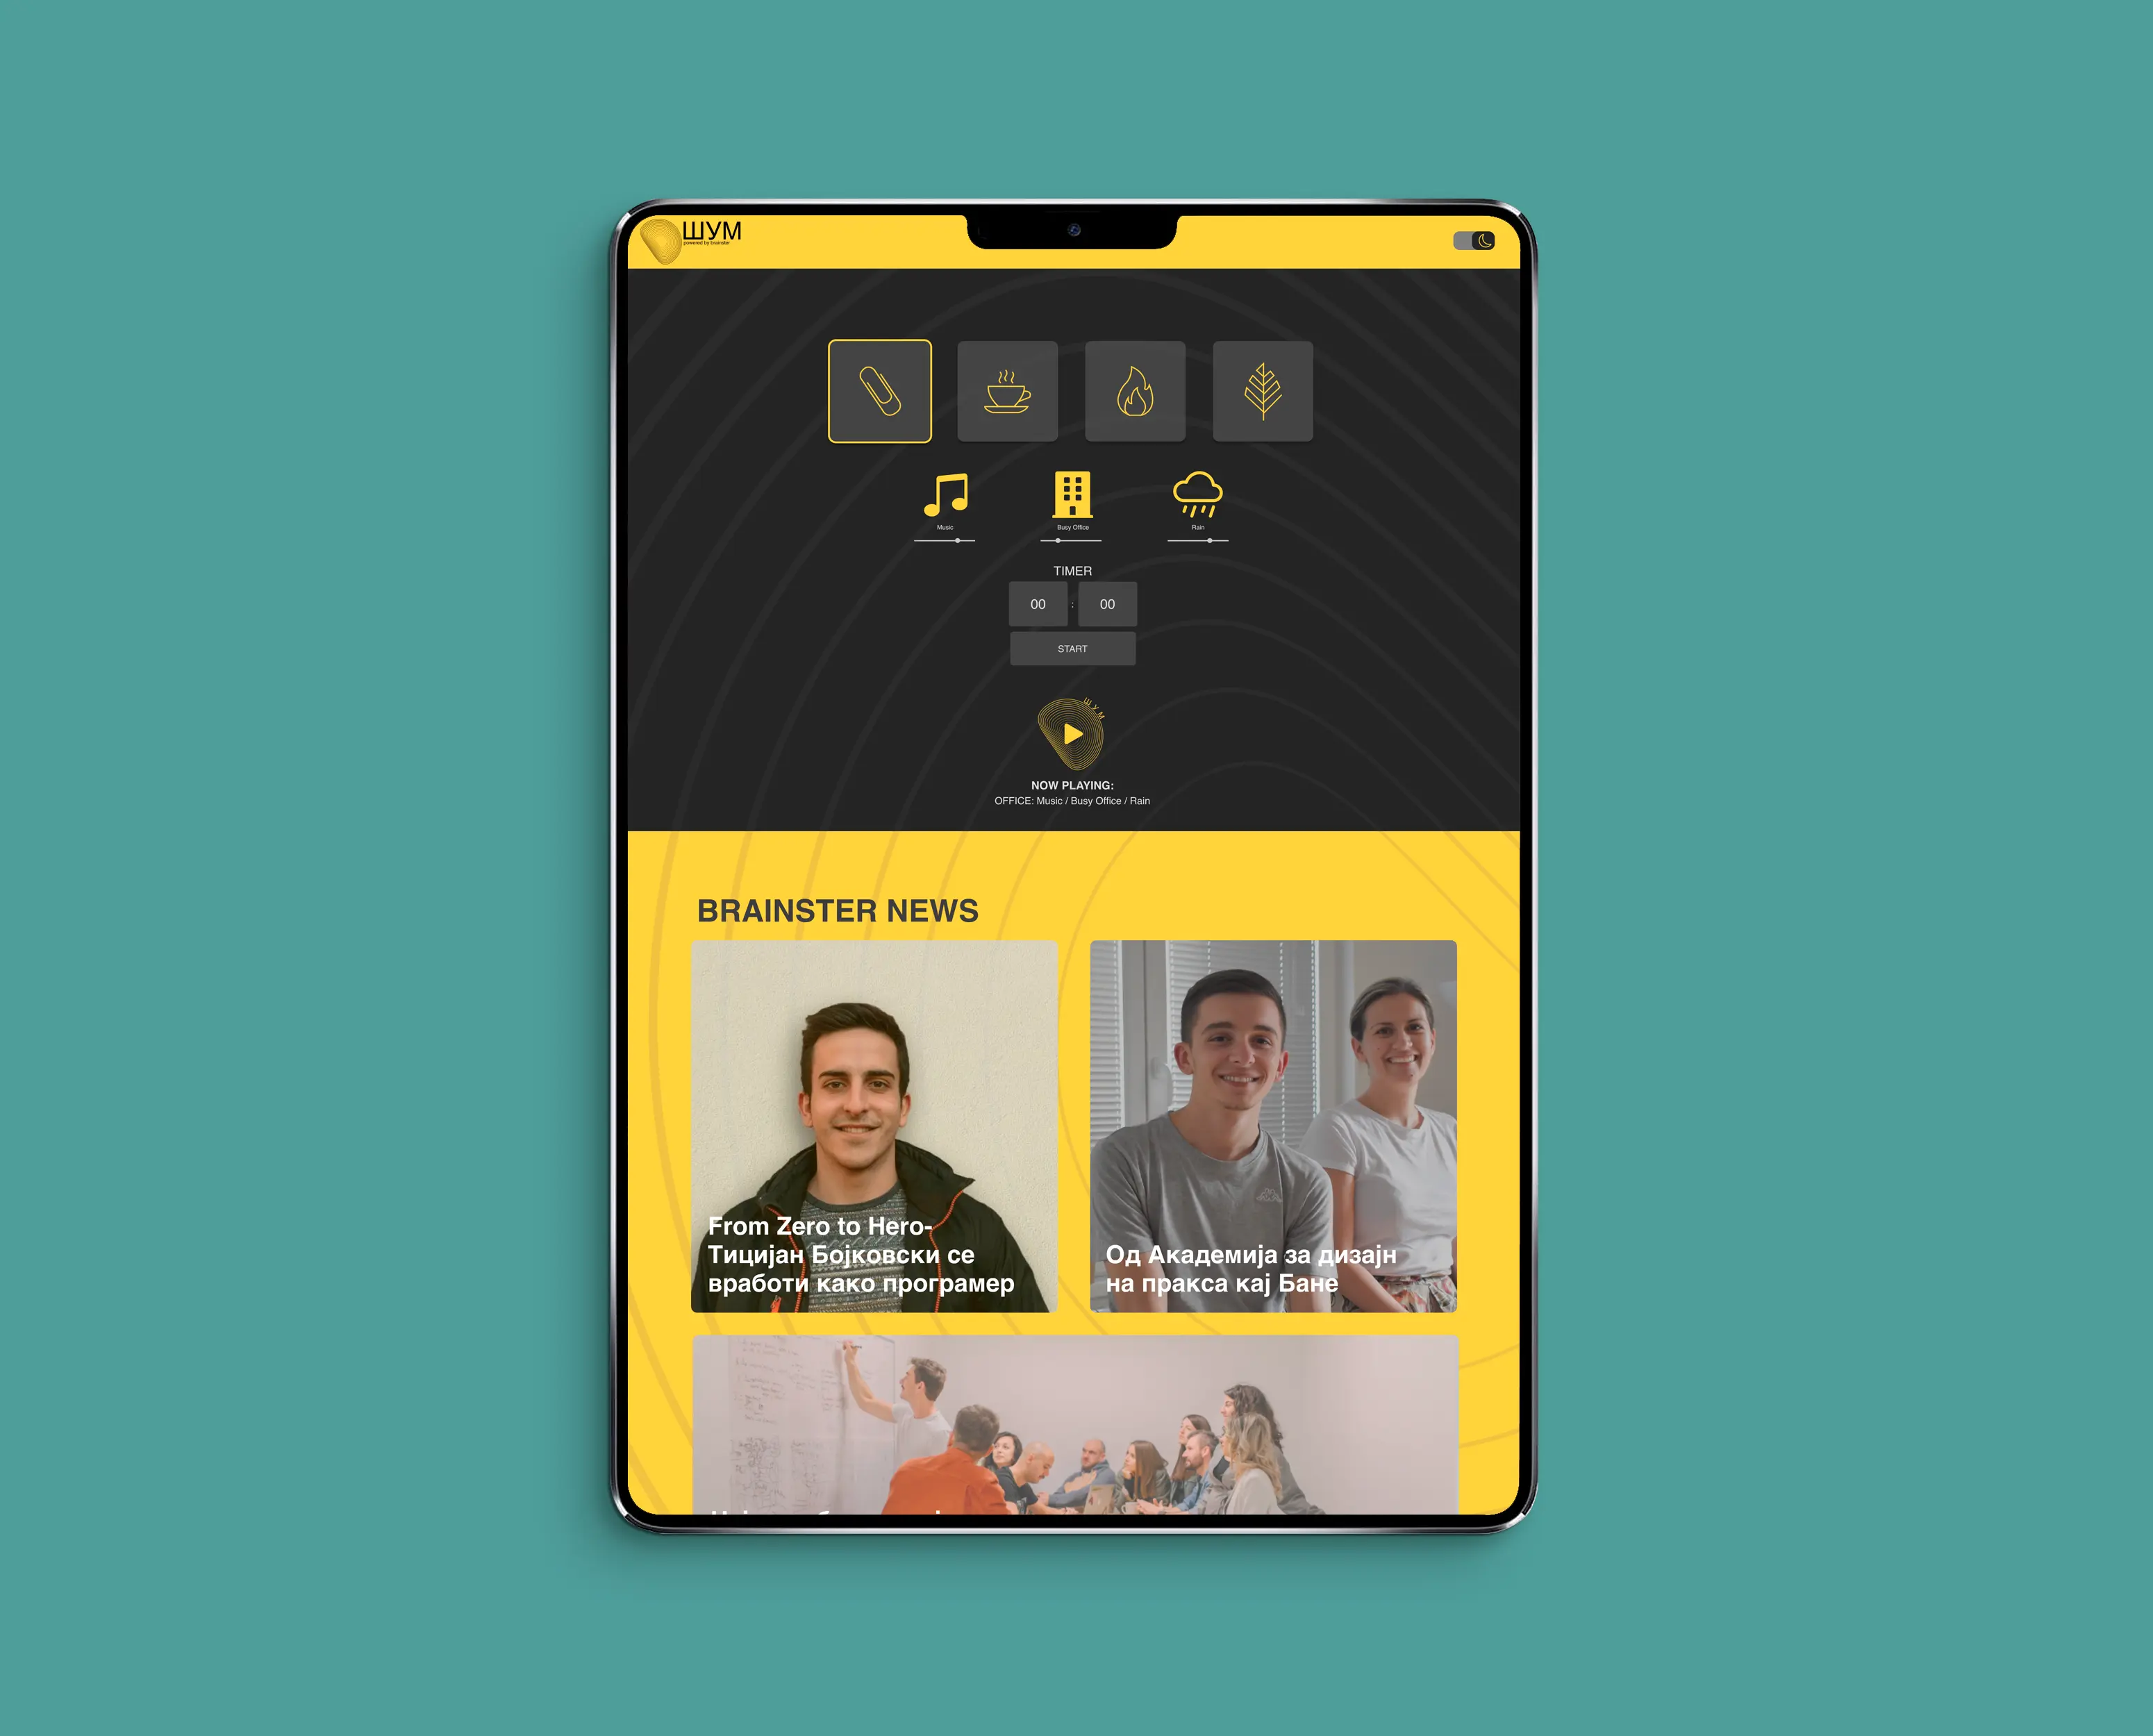 ШУМ
powered by brainster
Music
Busy Office
Rain
TIMER
00 : 00
START
ШУМ
NOW PLAYING:
OFFICE: Music / Busy Office / Rain
BRAINSTER NEWS
From Zero to Hero-
Тицијан Бојковски се
вработи како програмер
Од Академија за дизајн
на пракса кај Бане